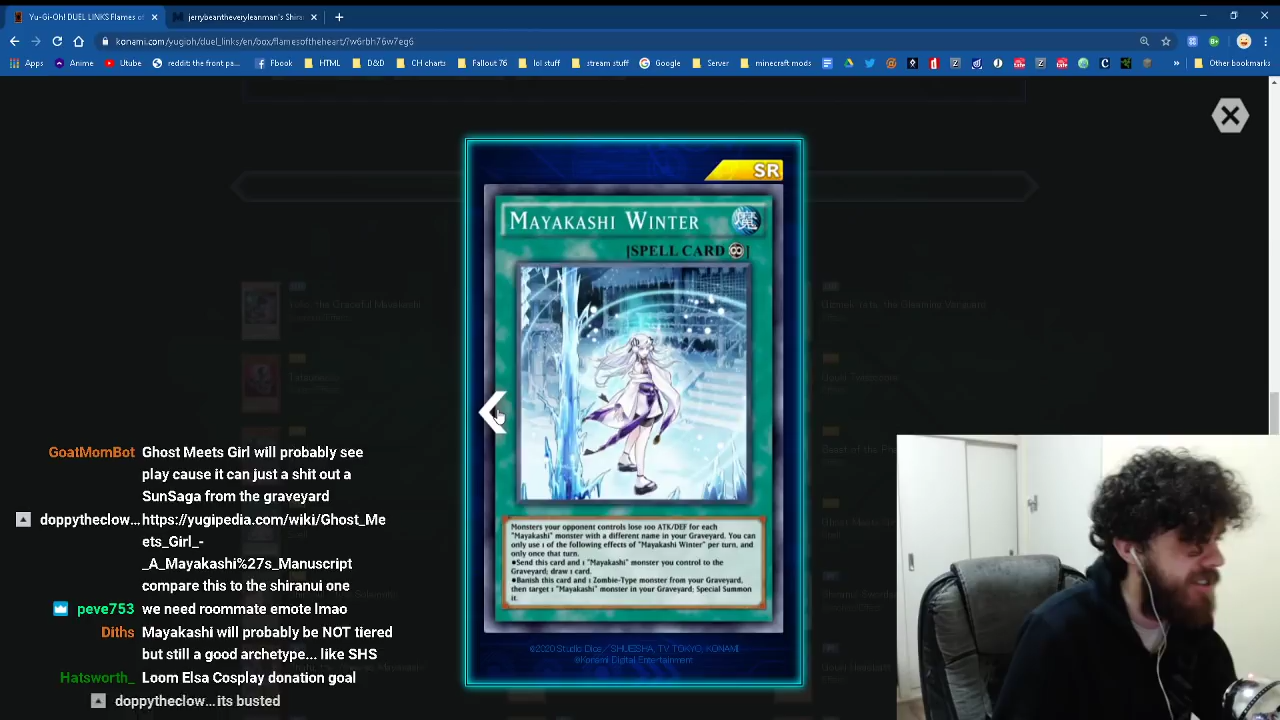 Yu-Gi-Oh! DUEL LINKS Flames of
jerrybeantheveryleanman's Shira
konami.com/yugioh/duel_links/en/box/flamesoftheheart/?w6rbh76w7eg6
Apps
Anime
Utube
reddit the front pa...
Fbook
HTML
D&D
CH charts
Fallout 76
lol stuff
stream stuff
Google
Server
minecraft mods
»
Other bookmarks
SR
MAYAKASHI WINTER
魔
[SPELL CARD ]
Monsters your opponent controls lose 100 ATK/DEF for each
"Mayakashi" monster with a different name in your Graveyard. You can
only use 1 of the following effects of "Mayakashi Winter" per turn, and
only once that turn.
●Send this card and 1 "Mayakashi" monster you control to the
Graveyard; draw 1 card.
●Banish this card and 1 Zombie-Type monster from your Graveyard,
then target 1 "Mayakashi" monster in your Graveyard; Special Summon
it.
©2020 Studio Dice/SHUEISHA, TV TOKYO, KONAMI
©Konami Digital Entertainment
GoatMomBot Ghost Meets Girl will probably see
play cause it can just a shit out a
SunSaga from the graveyard
doppytheclow... https://yugipedia.com/wiki/Ghost_Me
ets_Girl_-
_A_Mayakashi%27s_Manuscript
compare this to the shiranui one
peve753 we need roommate emote lmao
Diths Mayakashi will probably be NOT tiered
but still a good archetype, like SHS
Hatsworth_ Loom Elsa Cosplay donation goal
doppytheclow... its busted